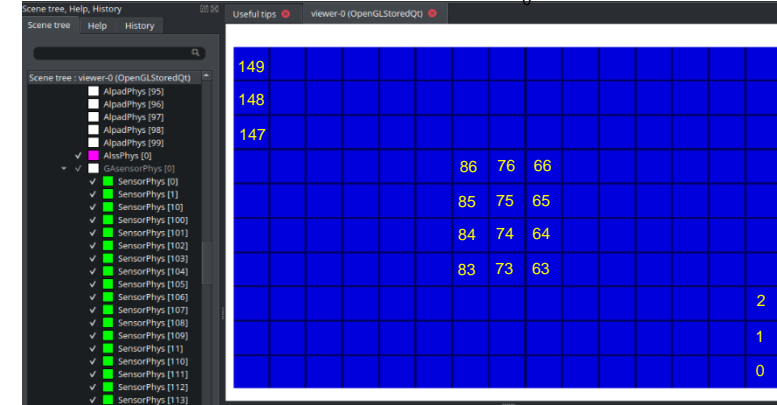 Scene tree, Help, History
Scene tree
Help
History
Scene tree : viewer-0 (OpenGLStoredQt)
AlpadPhys [95]
AlpadPhys [96]
AlpadPhys [97]
AlpadPhys [98]
AlpadPhys [99]
AlssPhys [0]
GAsensorPhys [0]
SensorPhys [0]
SensorPhys [1]
SensorPhys [10]
SensorPhys [100]
SensorPhys [101]
SensorPhys [102]
SensorPhys [103]
SensorPhys [104]
SensorPhys [105]
SensorPhys [106]
SensorPhys [107]
SensorPhys [108]
SensorPhys [109]
SensorPhys [11]
SensorPhys [110]
SensorPhys [111]
SensorPhys [112]
SensorPhys [113]
Useful tips
viewer-0 (OpenGLStoredQt)
149
148
147
86 76 66
85 75 65
84 74 64
83 73 63
2
1
0